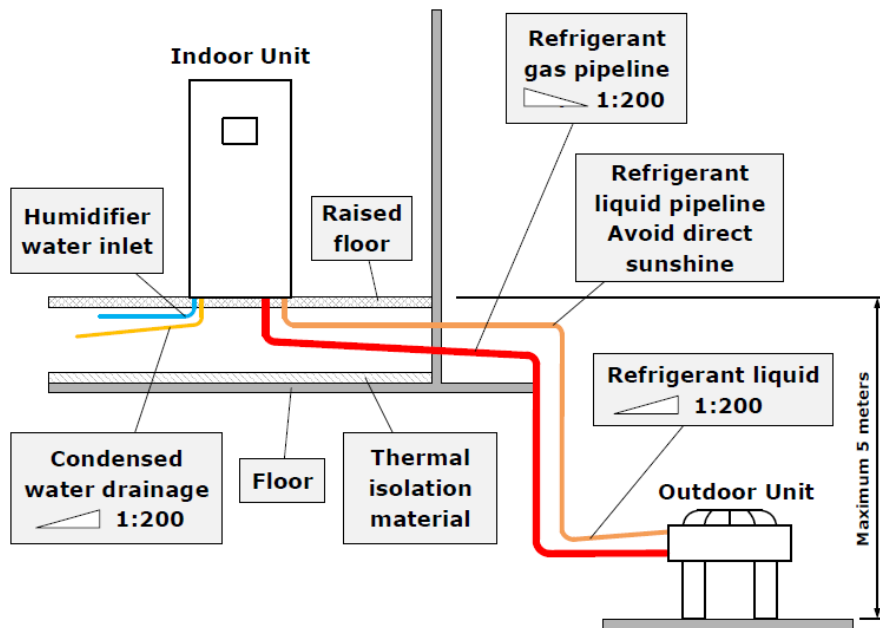 Indoor Unit
Refrigerant
gas pipeline
1:200
Refrigerant
liquid pipeline
Avoid direct
sunshine
Humidifier
water inlet
Raised
floor
Refrigerant liquid
1:200
Condensed
water drainage
1:200
Floor
Thermal
isolation
material
Outdoor Unit
Maximum 5 meters